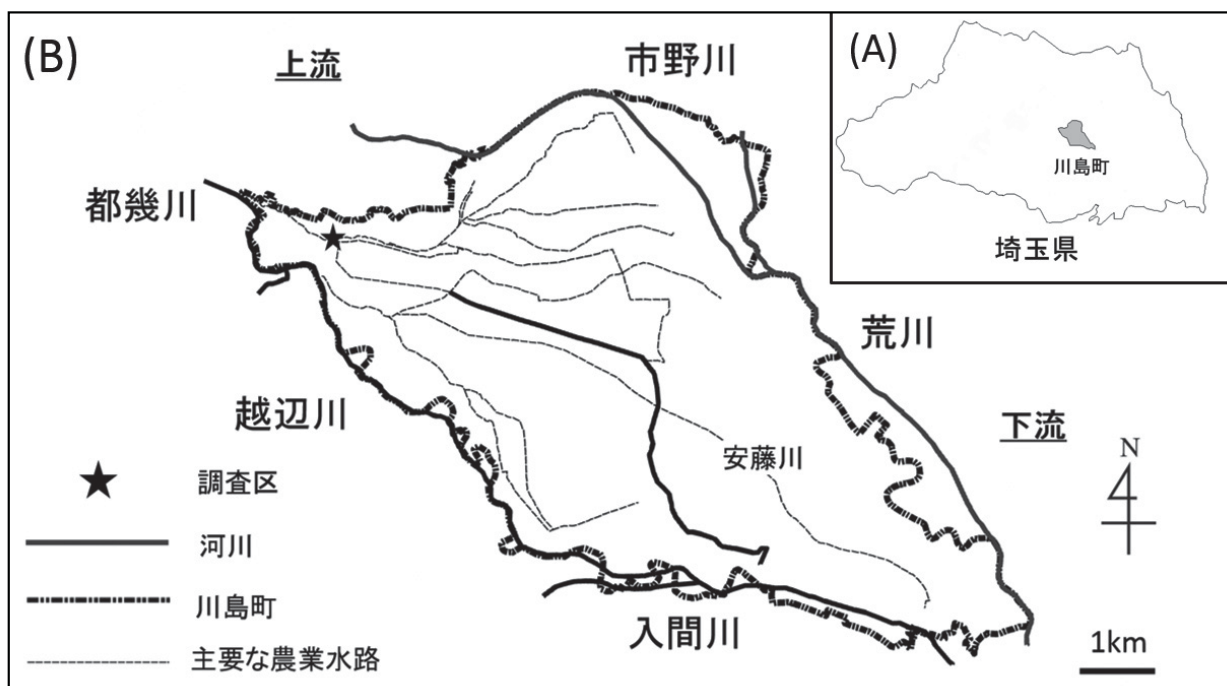 (B)
上流
市野川
(A)
川島町
埼玉県
都幾川
荒川
越辺川
下流
安藤川
N
入間川
1km
調査区
河川
川島町
主要な農業水路